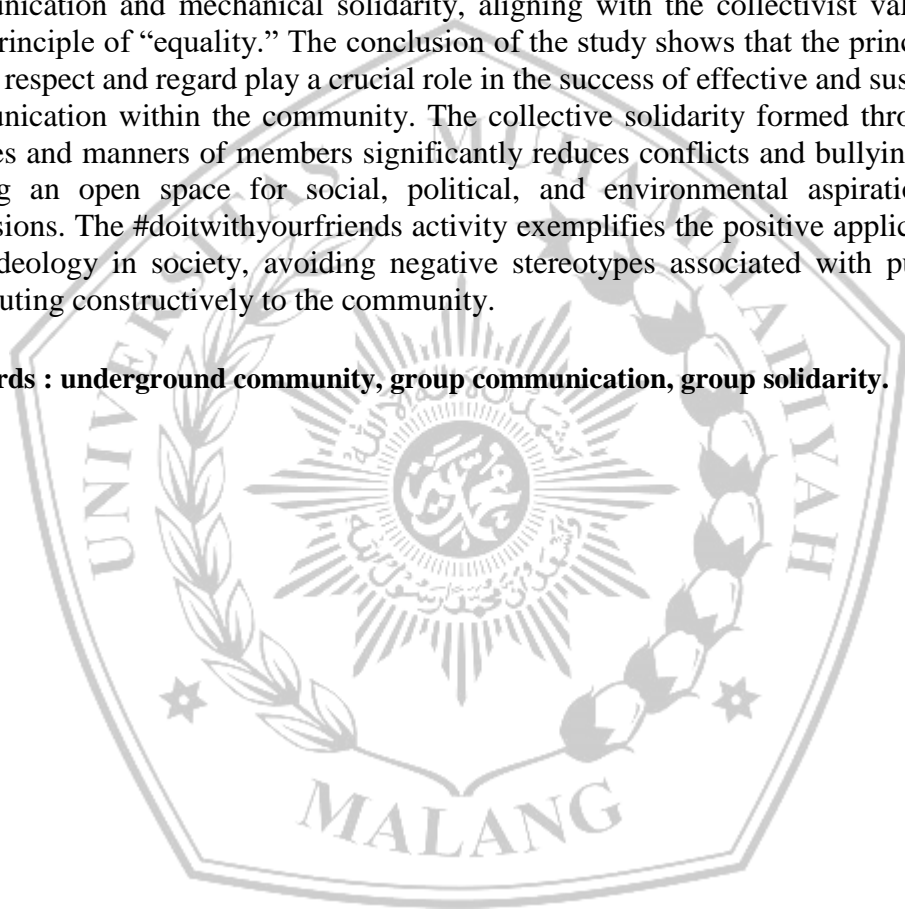 unication and mechanical solidarity, aligning with the collectivist val
rinciple of “equality.” The conclusion of the study shows that the princ
respect and regard play a crucial role in the success of effective and sus
unication within the community. The collective solidarity formed thro
es and manners of members significantly reduces conflicts and bullyin
g an open space for social, political, and environmental aspiratio
sions. The #doitwithyourfriends activity exemplifies the positive applic
deology in society, avoiding negative stereotypes associated with pu
uting constructively to the community.
rds : underground community, group communication, group solidarity.
UNIVERSITAS MUHAMMADIYAH
MALANG